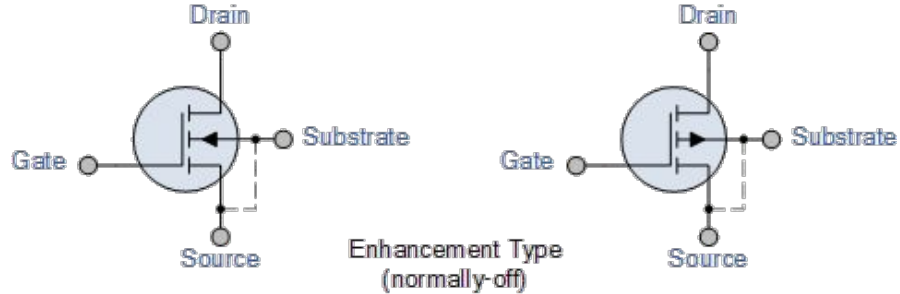 Drain
Drain
Substrate
Substrate
Gate
Gate
Source
Source
Enhancement Type
(normally-off)